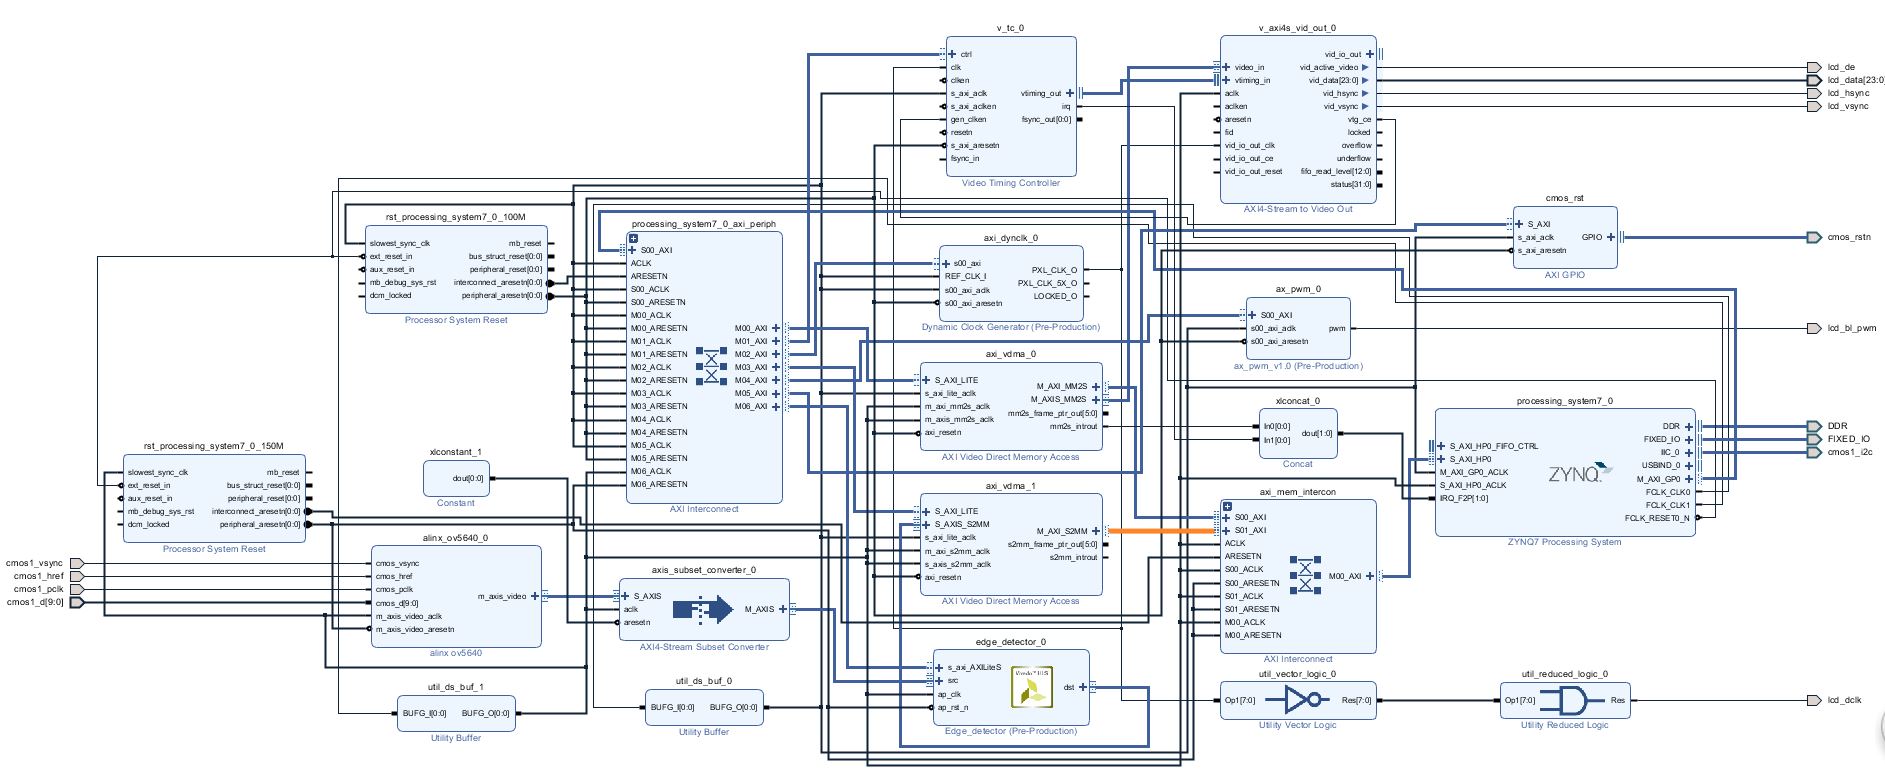 v_tc_0
ctrl
clk
clken
s_axi_aclk
s_axi_aclken
gen_clken
resetn
s_axi_aresetn
fsync_in
vtiming_out
irq
fsync_out[0:0]
Video Timing Controller
v_axi4s_vid_out_0
video_in
vtiming_in
aclk
aclken
aresetn
fid
vid_io_out_clk
vid_io_out_ce
vid_io_out_reset
vid_io_out
vid_active_video
vid_data[23:0]
vid_hsync
vid_vsync
vtg_ce
locked
overflow
underflow
fifo_read_level[12:0]
status[31:0]
AXI4-Stream to Video Out
lcd_de
lcd_data[23:0
lcd_hsync
lcd_vsync
rst_processing_system7_0_100M
slowest_sync_clk
ext_reset_in
aux_reset_in
mb_debug_sys_rst
dcm_locked
mb_reset
bus_struct_reset[0:0]
peripheral_reset[0:0]
interconnect_aresetn[0:0]
peripheral_aresetn[0:0]
Processor System Reset
processing_system7_0_axi_periph
S00_AXI
ACLK
ARESETN
S00_ACLK
S00_ARESETN
M00_ACLK
M00_ARESETN
M01_ACLK
M01_ARESETN
M02_ACLK
M02_ARESETN
M03_ACLK
M03_ARESETN
M04_ACLK
M04_ARESETN
M05_ACLK
M05_ARESETN
M06_ACLK
M06_ARESETN
M00_AXI
M01_AXI
M02_AXI
M03_AXI
M04_AXI
M05_AXI
M06_AXI
AXI Interconnect
axi_dynclk_0
s00_axi
REF_CLK_I
s00_axi_aclk
s00_axi_aresetn
PXL_CLK_O
PXL_CLK_5X_O
LOCKED_O
Dynamic Clock Generator (Pre-Production)
cmos_rst
S_AXI
s_axi_aclk
s_axi_aresetn
GPIO
AXI GPIO
cmos_rstn
ax_pwm_0
S00_AXI
s00_axi_aclk
s00_axi_aresetn
pwm
ax_pwm_v1.0 (Pre-Production)
lcd_bl_pwm
axi_vdma_0
S_AXI_LITE
s_axi_lite_aclk
m_axi_mm2s_aclk
m_axis_mm2s_aclk
axi_resetn
M_AXI_MM2S
M_AXIS_MM2S
mm2s_frame_ptr_out[5:0]
mm2s_introut
AXI Video Direct Memory Access
xlconcat_0
In0[0:0]
In1[0:0]
dout[1:0]
Concat
processing_system7_0
S_AXI_HP0_FIFO_CTRL
S_AXI_HP0
M_AXI_GP0_ACLK
S_AXI_HP0_ACLK
IRQ_F2P[1:0]
ZYNQ
DDR
FIXED_IO
IIC_0
USBIND_0
M_AXI_GP0
FCLK_CLK0
FCLK_CLK1
FCLK_RESET0_N
ZYNQ7 Processing System
DDR
FIXED_IO
cmos1_i2c
rst_processing_system7_0_150M
slowest_sync_clk
ext_reset_in
aux_reset_in
mb_debug_sys_rst
dcm_locked
mb_reset
bus_struct_reset[0:0]
peripheral_reset[0:0]
interconnect_aresetn[0:0]
peripheral_aresetn[0:0]
Processor System Reset
xlconstant_1
dout[0:0]
Constant
axi_vdma_1
S_AXI_LITE
S_AXIS_S2MM
s_axi_lite_aclk
m_axi_s2mm_aclk
s_axis_s2mm_aclk
axi_resetn
M_AXI_S2MM
s2mm_frame_ptr_out[5:0]
s2mm_introut
AXI Video Direct Memory Access
axi_mem_intercon
S00_AXI
S01_AXI
ACLK
ARESETN
S00_ACLK
S00_ARESETN
S01_ACLK
S01_ARESETN
M00_ACLK
M00_ARESETN
M00_AXI
AXI Interconnect
cmos1_vsync
cmos1_href
cmos1_pclk
cmos1_d[9:0]
alinx_ov5640_0
cmos_vsync
cmos_href
cmos_pclk
cmos_d[9:0]
m_axis_video_aclk
m_axis_video_aresetn
m_axis_video
alinx ov5640
axis_subset_converter_0
S_AXIS
aclk
aresetn
M_AXIS
AXI4-Stream Subset Converter
edge_detector_0
s_axi_AXILiteS
src
ap_clk
ap_rst_n
dst
Edge_detector (Pre-Production)
util_ds_buf_1
BUFG_I[0:0]
BUFG_O[0:0]
Utility Buffer
util_ds_buf_0
BUFG_I[0:0]
BUFG_O[0:0]
Utility Buffer
util_vector_logic_0
Op1[7:0]
Res[7:0]
Utility Vector Logic
util_reduced_logic_0
Op1[7:0]
Res
Utility Reduced Logic
lcd_dclk